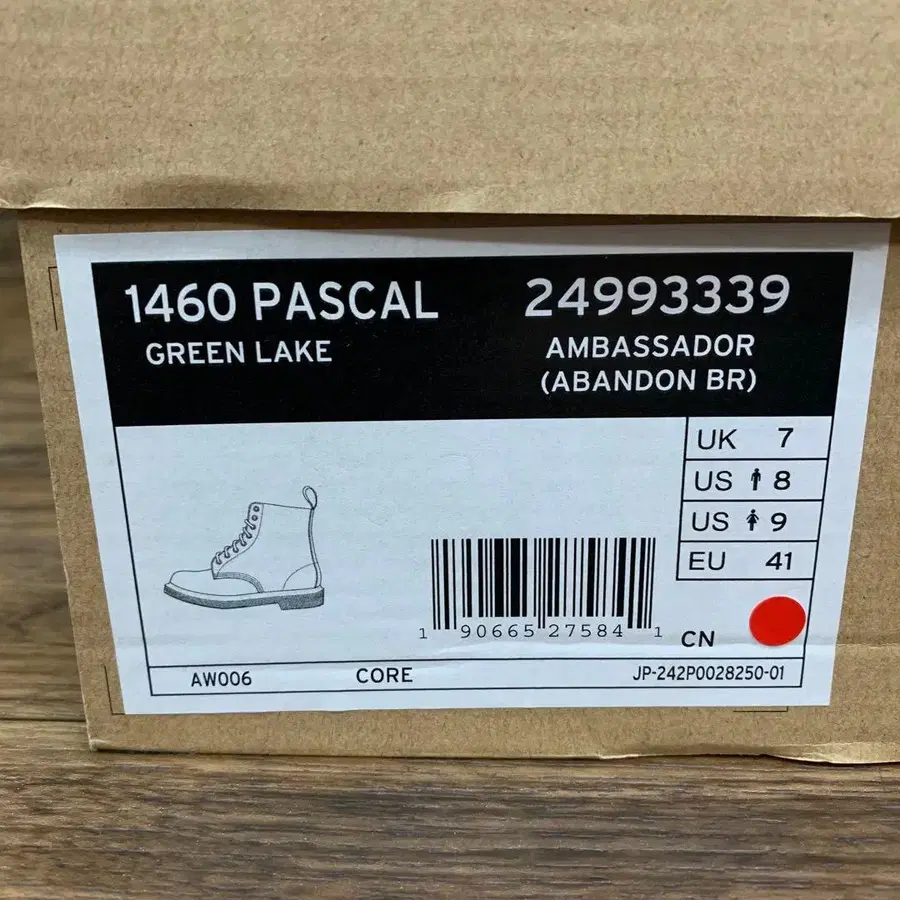 1460 PASCAL
GREEN LAKE
24993339
AMBASSADOR
(ABANDON BR)
UK 7
US 8
US 9
EU 41
1 90665 27584 1
CN
AW006
CORE
JP-242P0028250-01